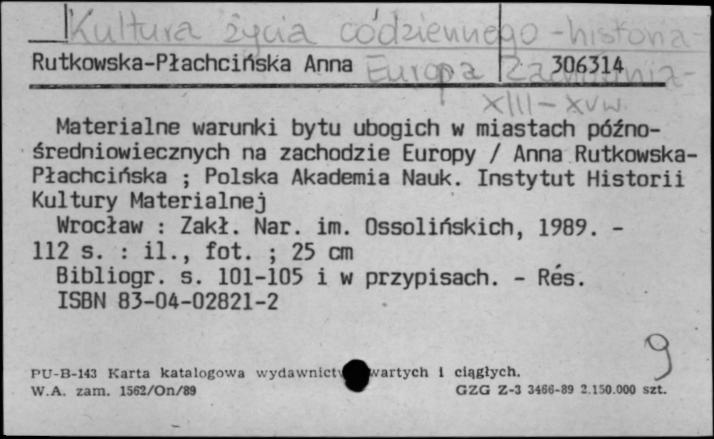 Kultura życia codziennego - historia -
Rutkowska-Płachcińska Anna 306314
Europa Zachodnia -
XIII - XV w.
Materialne warunki bytu ubogich w miastach późno-
średniowiecznych na zachodzie Europy / Anna Rutkowska-
Płachcińska ; Polska Akademia Nauk. Instytut Historii
Kultury Materialnej
Wrocław : Zakł. Nar. im. Ossolińskich, 1989. -
112 s. : il., fot. ; 25 cm
Bibliogr. s. 101-105 i w przypisach. - Rés.
ISBN 83-04-02821-2
9
PU-B-143 Karta katalogowa wydawnictw zwartych i ciągłych.
W.A. zam. 1562/On/89 GZG Z-3 3466-89 2.150.000 szt.